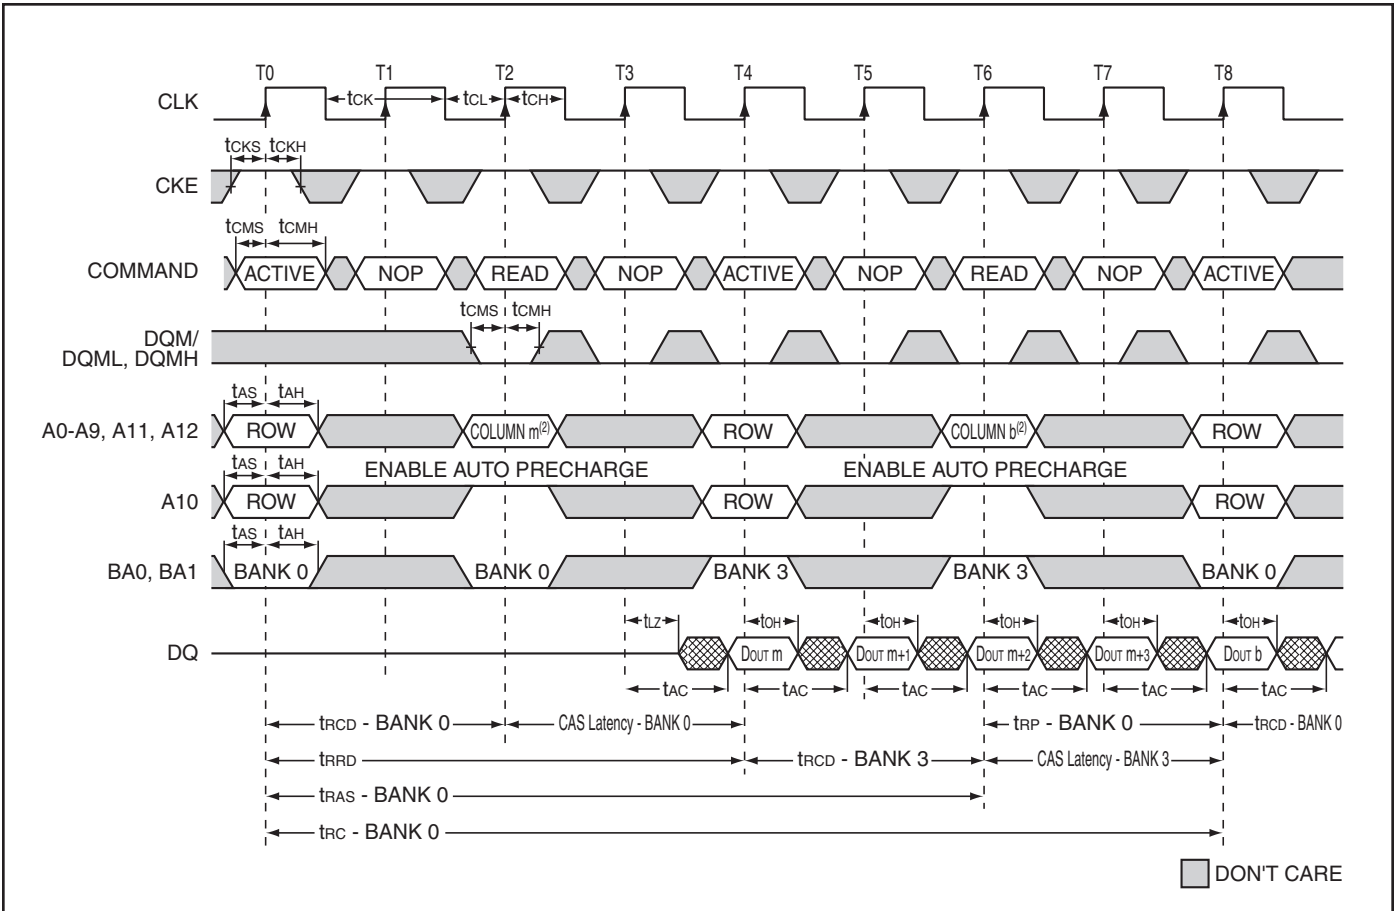 T0 T1 T2 T3 T4 T5 T6 T7 T8
CLK tCK tCL tCH
tCKS tCKH
CKE
tCMS tCMH
COMMAND ACTIVE NOP READ NOP ACTIVE NOP READ NOP ACTIVE
tCMS tCMH
DQM/
DQML, DQMH
tAS tAH
A0-A9, A11, A12 ROW COLUMN m(2) ROW COLUMN b(2) ROW
tAS tAH ENABLE AUTO PRECHARGE ENABLE AUTO PRECHARGE
A10 ROW ROW ROW
tAS tAH
BA0, BA1 BANK 0 BANK 0 BANK 3 BANK 3 BANK 0
tLZ tOH tOH tOH tOH tOH
DQ DOUT m DOUT m+1 DOUT m+2 DOUT m+3 DOUT b
tAC tAC tAC tAC tAC tAC
tRCD - BANK 0 CAS Latency - BANK 0 tRP - BANK 0 tRCD - BANK 0
tRRD tRCD - BANK 3 CAS Latency - BANK 3
tRAS - BANK 0
tRC - BANK 0
DON'T CARE